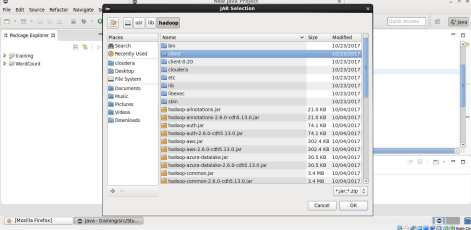 New Java Project
JAR Selection
File Edit Source Refactor Navigate
usr lib hadoop
Quick Access
Java
Package Explorer
training
WordCount
Places
Search
Recently Used
cloudera
Desktop
File System
Documents
Music
Pictures
Videos
Downloads
Name Size Modified
bin 10/23/2017
client 10/23/2017
client-0.20 10/23/2017
cloudera 10/23/2017
etc 10/23/2017
lib 10/23/2017
libexec 10/23/2017
sbin 10/23/2017
hadoop-annotations.jar 21.0 KB 10/04/2017
hadoop-annotations-2.6.0-cdh5.13.0.jar 21.0 KB 10/04/2017
hadoop-auth.jar 74.1 KB 10/04/2017
hadoop-auth-2.6.0-cdh5.13.0.jar 74.1 KB 10/04/2017
hadoop-aws.jar 302.4 KB 10/04/2017
hadoop-aws-2.6.0-cdh5.13.0.jar 302.4 KB 10/04/2017
hadoop-azure-datalake.jar 30.5 KB 10/04/2017
hadoop-azure-datalake-2.6.0-cdh5.13.0.jar 30.5 KB 10/04/2017
hadoop-common.jar 3.4 MB 10/04/2017
hadoop-common-2.6.0-cdh5.13.0.jar 3.4 MB 10/04/2017
*.jar;*.zip
Cancel OK
[Mozilla Firefox]
Java - training/src/Stu...